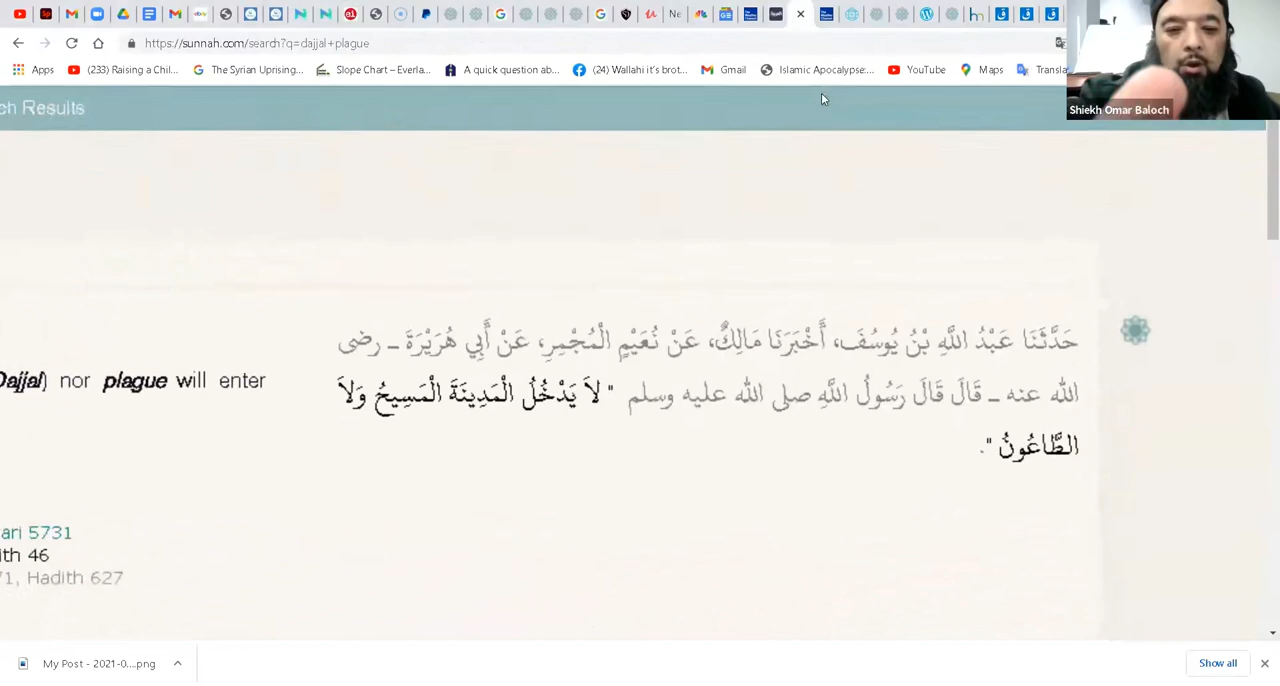 Ne
https://sunnah.com/search?q=dajjal+plague
Apps
(233) Raising a Chil...
The Syrian Uprising...
Slope Chart – Everla...
A quick question ab...
(24) Wallahi it's brot...
Gmail
Islamic Apocalypse:...
YouTube
Maps
Transla
Shiekh Omar Baloch
ch Results
حَدَّثَنَا عَبْدُ اللَّهِ بْنُ يُوسُفَ، أَخْبَرَنَا مَالِكٌ، عَنْ نُعَيْمٍ الْمُجْمِرِ، عَنْ أَبِي هُرَيْرَةَ ـ رضى
الله عنه ـ قَالَ قَالَ رَسُولُ اللَّهِ صلى الله عليه وسلم " لاَ يَدْخُلُ الْمَدِينَةَ الْمَسِيحُ وَلاَ
الطَّاعُونُ ".
Dajjal) nor plague will enter
ari 5731
ith 46
71, Hadith 627
My Post - 2021-0....png
Show all